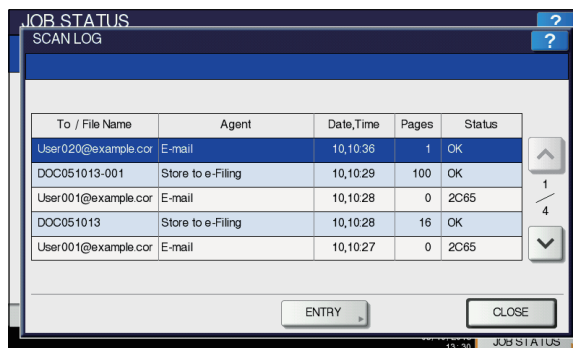 JOB STATUS
?
SCAN LOG
?
To / File Name Agent Date,Time Pages Status
User020@example.cor E-mail 10,10:36 1 OK
DOC051013-001 Store to e-Filing 10,10:29 100 OK
User001@example.cor E-mail 10,10:28 0 2C65
DOC051013 Store to e-Filing 10,10:28 16 OK
User001@example.cor E-mail 10,10:27 0 2C65
1
/
4
ENTRY
CLOSE
13:30 JOB STATUS